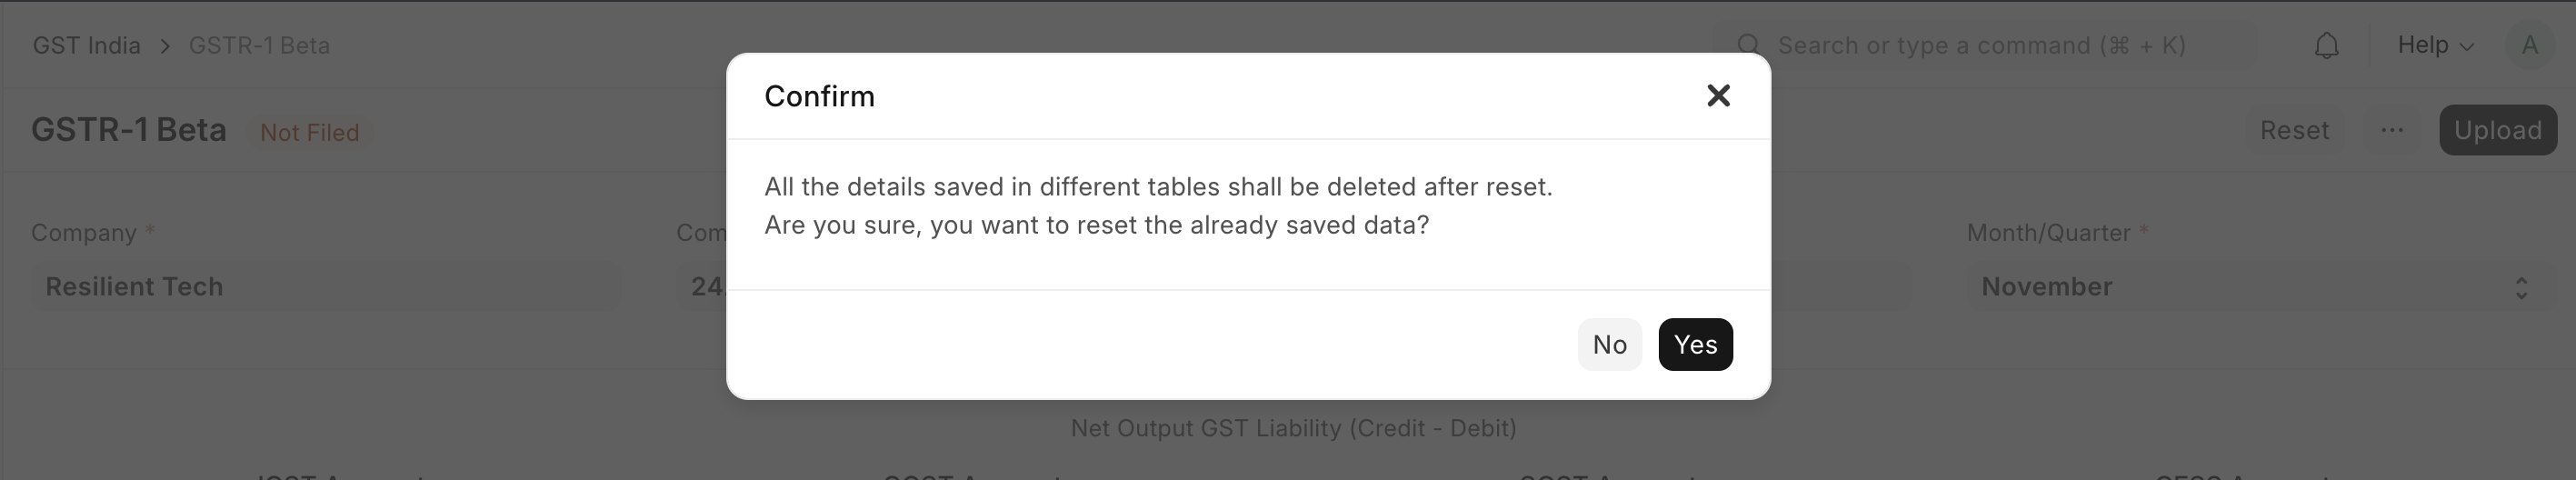 GST India > GSTR-1 Beta
Search or type a command (⌘ + K)
Help
A
GSTR-1 Beta
Not Filed
Reset
...
Upload
Confirm
All the details saved in different tables shall be deleted after reset.
Are you sure, you want to reset the already saved data?
No
Yes
Company *
Resilient Tech
24
Month/Quarter *
November
Net Output GST Liability (Credit - Debit)